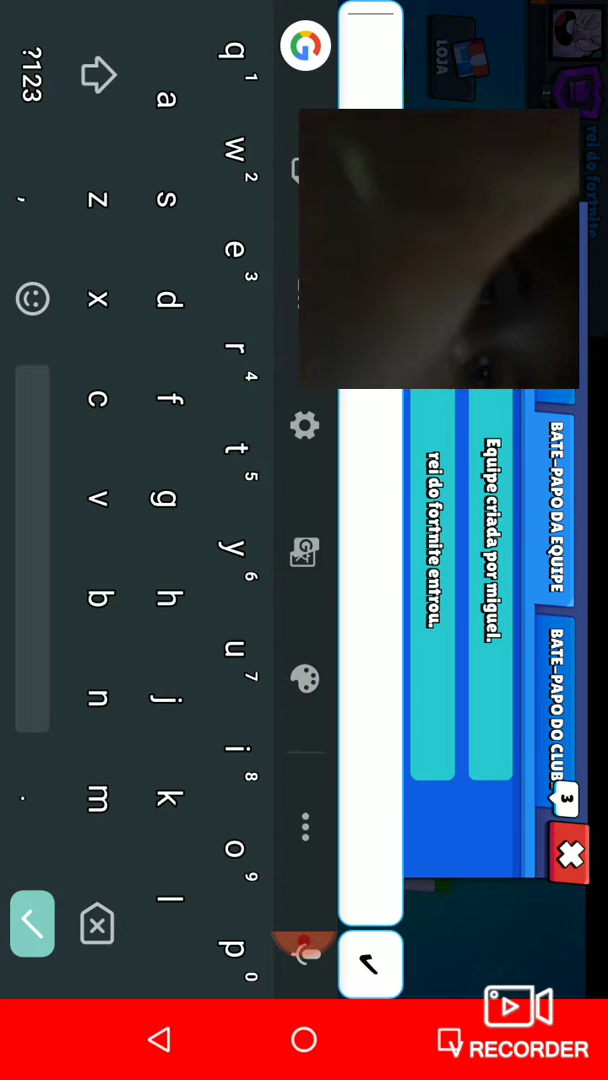 rei do fortnite
LOJA
BATE-PAPO DA EQUIPE
BATE-PAPO DO CLUB
3
Equipe criada por miguel.
rei do fortnite entrou.
q 1 w 2 e 3 r 4 t 5 y 6 u 7 i 8 o 9 p 0
a s d f g h j k l
z x c v b n m
?123 , .
V RECORDER